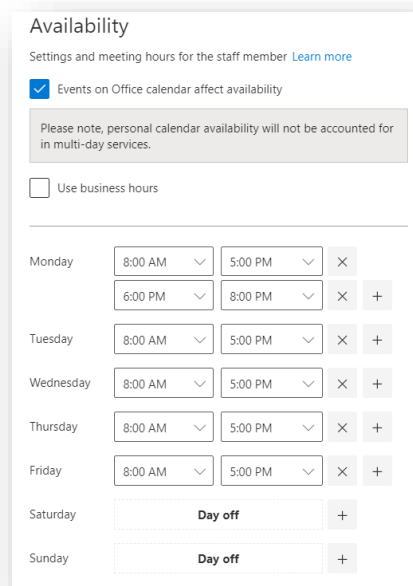 Availability
Settings and meeting hours for the staff member Learn more
Events on Office calendar affect availability
Please note, personal calendar availability will not be accounted for
in multi-day services.
Use business hours
Monday 8:00 AM 5:00 PM
6:00 PM 8:00 PM
Tuesday 8:00 AM 5:00 PM
Wednesday 8:00 AM 5:00 PM
Thursday 8:00 AM 5:00 PM
Friday 8:00 AM 5:00 PM
Saturday Day off
Sunday Day off